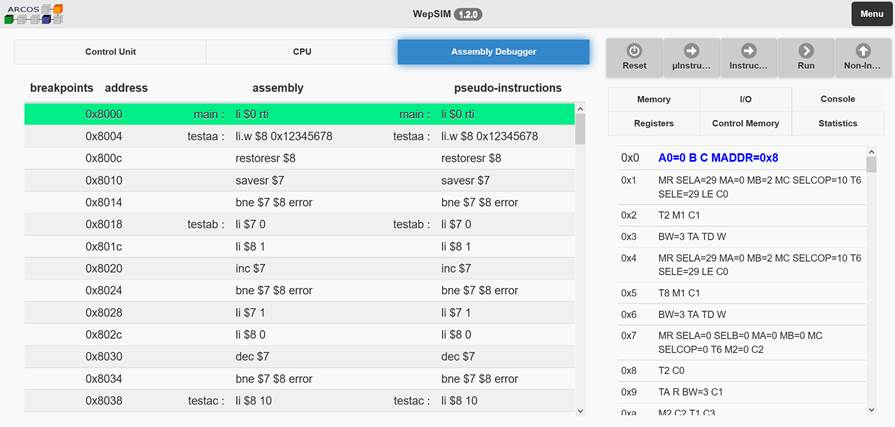 ARCOS
WepSIM 1.2.0
Menu
Control Unit CPU Assembly Debugger
Reset µInstru… Instruc… Run Non-In…
breakpoints address assembly pseudo-instructions
0x8000 main : li $0 rti main : li $0 rti
0x8004 testaa : li.w $8 0x12345678 testaa : li.w $8 0x12345678
0x800c restoresr $8 restoresr $8
0x8010 savesr $7 savesr $7
0x8014 bne $7 $8 error bne $7 $8 error
0x8018 testab : li $7 0 testab : li $7 0
0x801c li $8 1 li $8 1
0x8020 inc $7 inc $7
0x8024 bne $7 $8 error bne $7 $8 error
0x8028 li $7 1 li $7 1
0x802c li $8 0 li $8 0
0x8030 dec $7 dec $7
0x8034 bne $7 $8 error bne $7 $8 error
0x8038 testac : li $8 10 testac : li $8 10
Memory I/O Console
Registers Control Memory Statistics
0x0 A0=0 B C MADDR=0x8
0x1 MR SELA=29 MA=0 MB=2 MC SELCOP=10 T6
SELE=29 LE C0
0x2 T2 M1 C1
0x3 BW=3 TA TD W
0x4 MR SELA=29 MA=0 MB=2 MC SELCOP=10 T6
SELE=29 LE C0
0x5 T8 M1 C1
0x6 BW=3 TA TD W
0x7 MR SELA=0 SELB=0 MA=0 MB=0 MC
SELCOP=0 T6 M2=0 C2
0x8 T2 C0
0x9 TA R BW=3 C1
0xa M2 C2 T1 C3